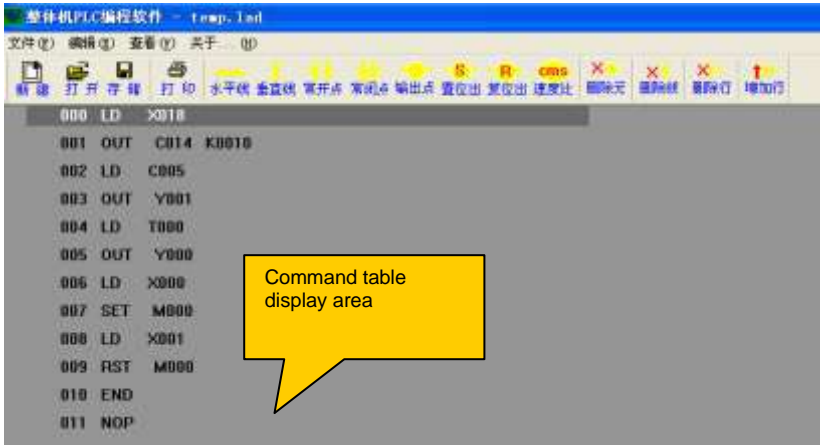 整体机PLC编程软件 - temp.lad
文件(F) 编辑(E) 查看(V) 关于... (H)
新建 打开 存储 打印 水平线 垂直线 常开点 常闭点 输出点 置位出 复位出 速度比 删除元 删除线 删除行 增加行
S R cms
000 LD X018
001 OUT C014 K0010
002 LD C005
003 OUT Y001
004 LD T000
005 OUT Y000
006 LD X000
007 SET M000
008 LD X001
009 RST M000
010 END
011 NOP
Command table
display area